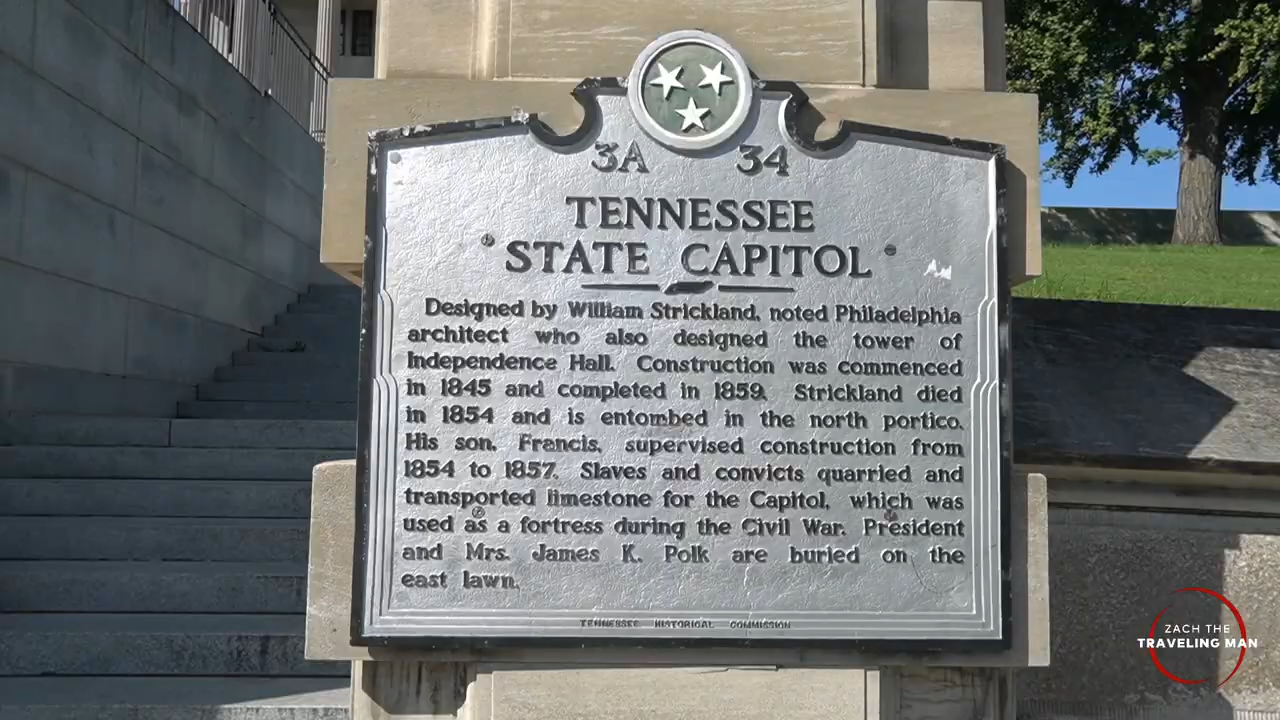 3A 34
TENNESSEE
STATE CAPITOL
Designed by William Strickland, noted Philadelphia
architect who also designed the tower of
Independence Hall. Construction was commenced
in 1845 and completed in 1859. Strickland died
in 1854 and is entombed in the north portico.
His son, Francis, supervised construction from
1854 to 1857. Slaves and convicts quarried and
transported limestone for the Capitol, which was
used as a fortress during the Civil War. President
and Mrs. James K. Polk are buried on the
east lawn.
TENNESSEE HISTORICAL COMMISSION
ZACH THE
TRAVELING MAN